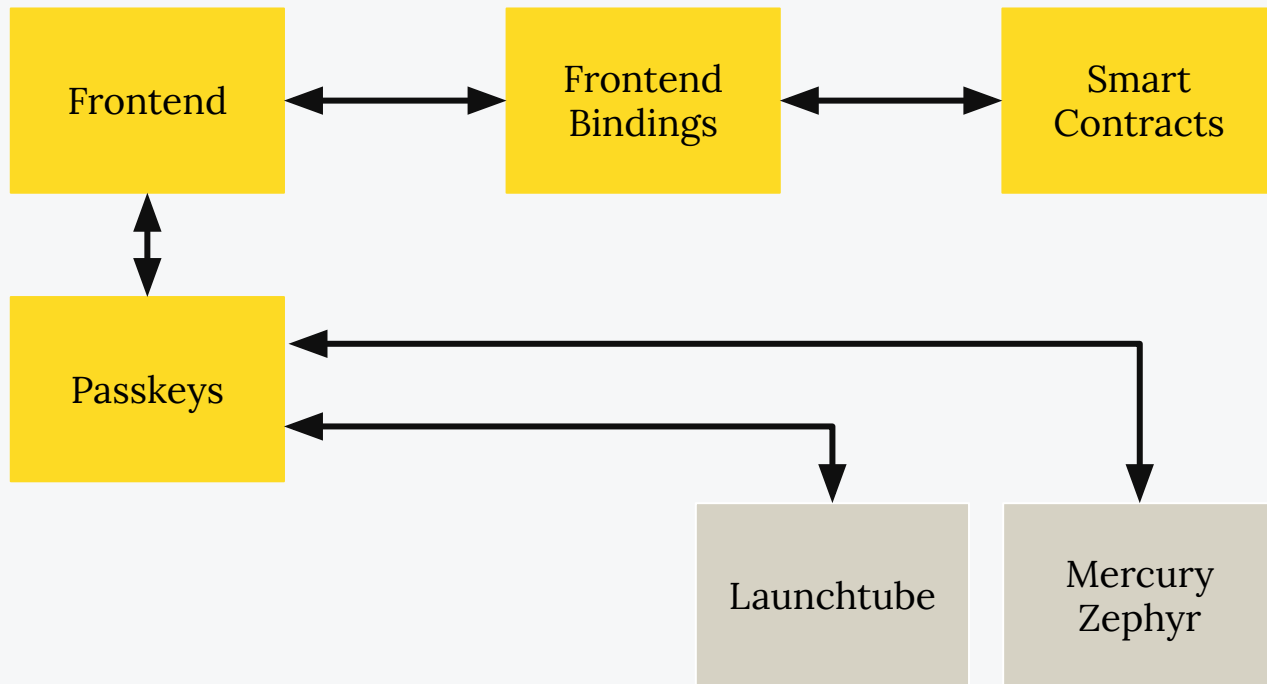 Frontend
Frontend
Bindings
Smart
Contracts
Passkeys
Launchtube
Mercury
Zephyr